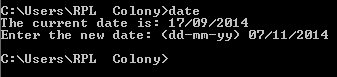 C:\Users\RPL  Colony>date
The current date is: 17/09/2014
Enter the new date: (dd-mm-yy) 07/11/2014

C:\Users\RPL  Colony>